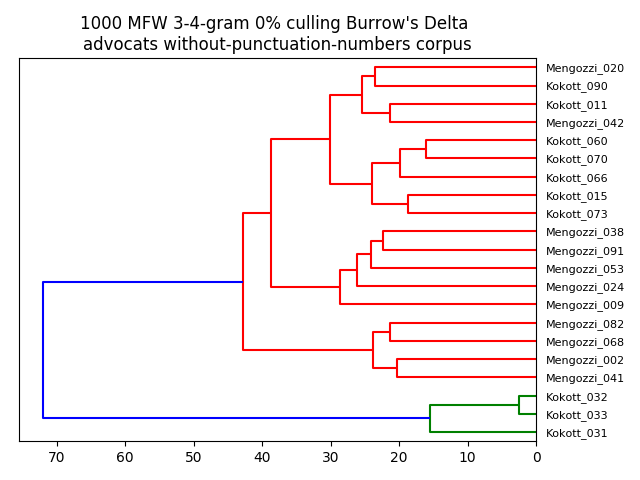 1000 MFW 3-4-gram 0% culling Burrow's Delta
advocats without-punctuation-numbers corpus
Mengozzi_020
Kokott_090
Kokott_011
Mengozzi_042
Kokott_060
Kokott_070
Kokott_066
Kokott_015
Kokott_073
Mengozzi_038
Mengozzi_091
Mengozzi_053
Mengozzi_024
Mengozzi_009
Mengozzi_082
Mengozzi_068
Mengozzi_002
Mengozzi_041
Kokott_032
Kokott_033
Kokott_031
70 60 50 40 30 20 10 0